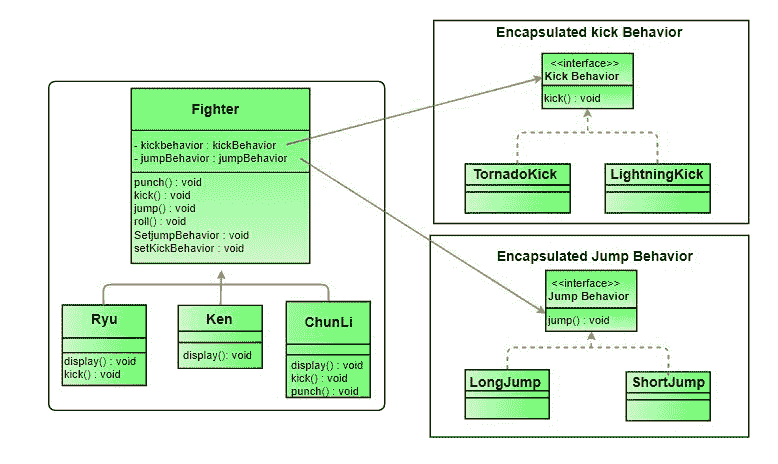 Fighter
- kickbehavior : kickBehavior
- jumpBehavior : jumpBehavior
punch() : void
kick() : void
jump() : void
roll() : void
SetjumpBehavior : void
setKickBehavior : void
Ryu
display() : void
kick() : void
Ken
display(): void
ChunLi
display() : void
kick() : void
punch() : void
Encapsulated kick Behavior
<<interface>>
Kick Behavior
kick() : void
TornadoKick
LightningKick
Encapsulated Jump Behavior
<<interface>>
Jump Behavior
jump() : void
LongJump
ShortJump